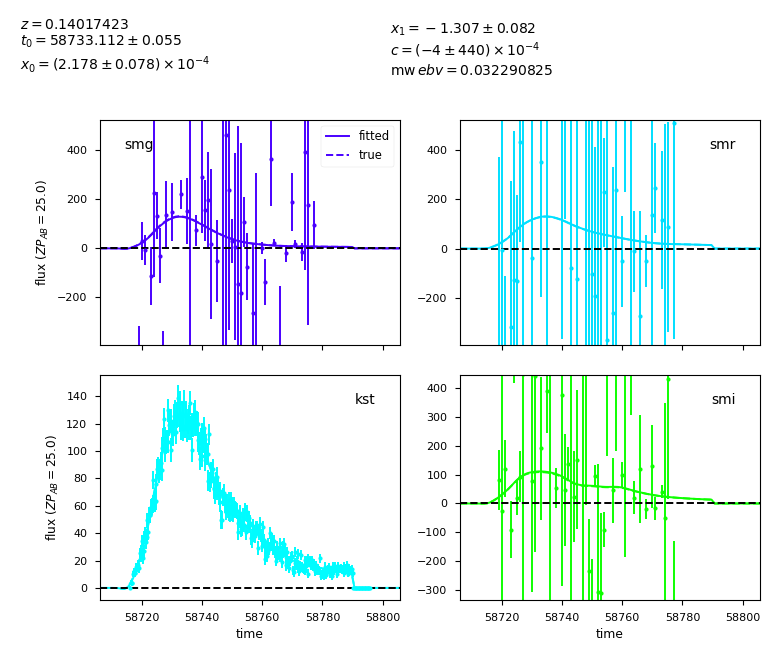 z = 0.14017423
t₀ = 58733.112 ± 0.055
x₀ = (2.178 ± 0.078) × 10⁻⁴
x₁ = −1.307 ± 0.082
c = (−4 ± 440) × 10⁻⁴
mw ebv = 0.032290825
smg
fitted
true
400
200
0
−200
flux (ZP_AB = 25.0)
smr
400
200
0
−200
kst
140
120
100
80
60
40
20
0
flux (ZP_AB = 25.0)
58720 58740 58760 58780 58800
time
smi
400
300
200
100
0
−100
−200
−300
58720 58740 58760 58780 58800
time